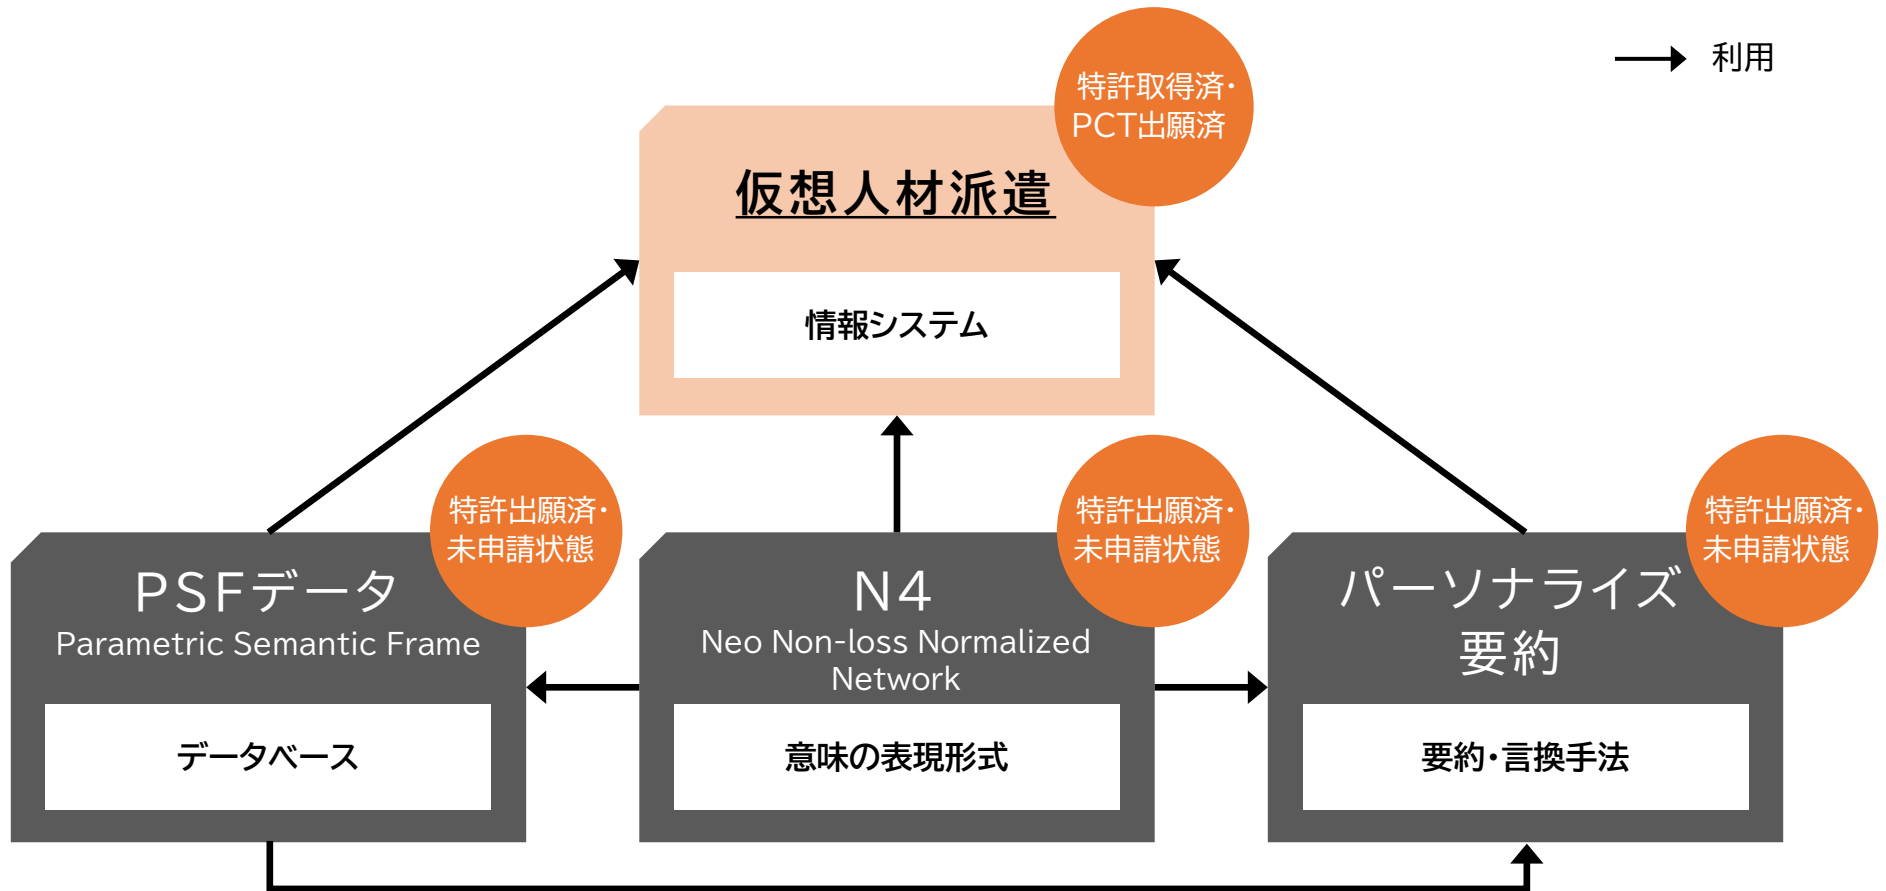 利用
特許取得済・
PCT出願済
仮想人材派遣
情報システム
特許出願済・
未申請状態
PSFデータ
Parametric Semantic Frame
データベース
特許出願済・
未申請状態
N4
Neo Non-loss Normalized
Network
意味の表現形式
特許出願済・
未申請状態
パーソナライズ
要約
要約・言換手法